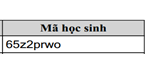 Mã học sinh
65z2prwo